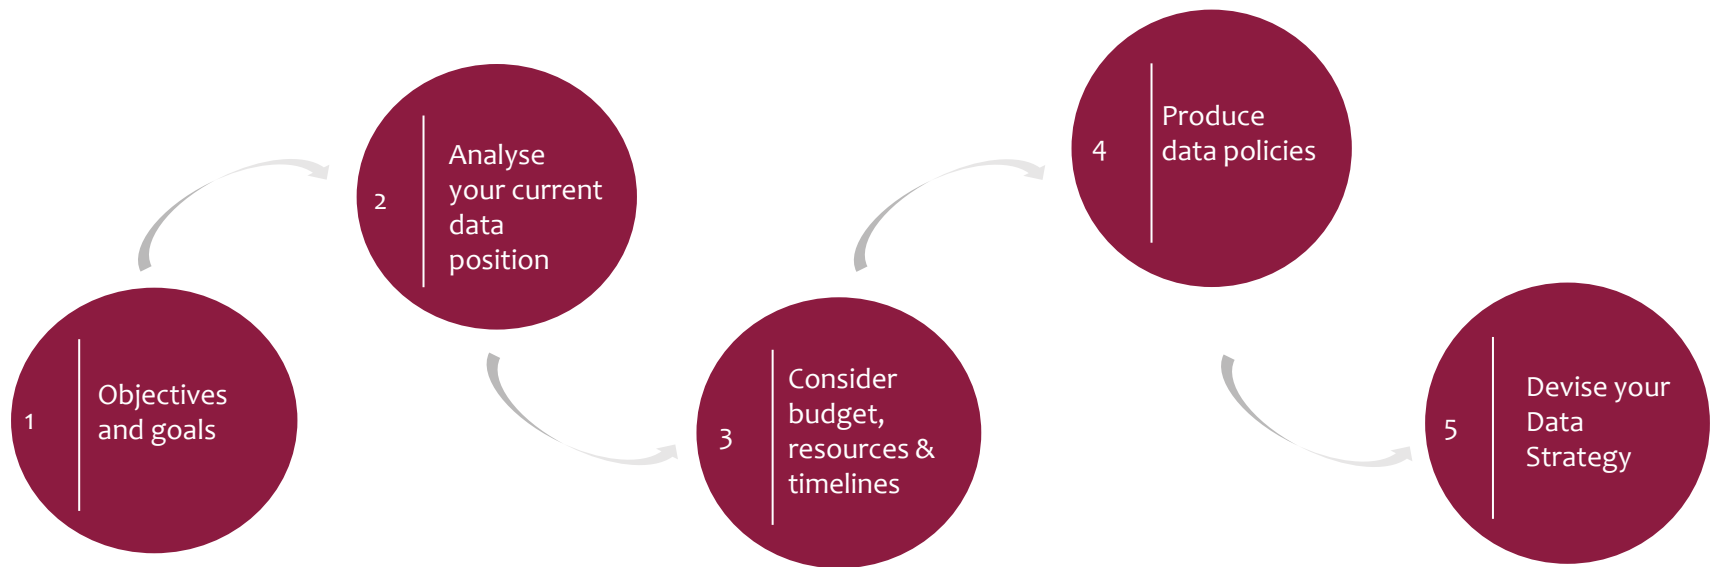 1
Objectives
and goals
2
Analyse
your current
data
position
3
Consider
budget,
resources &
timelines
4
Produce
data policies
5
Devise your
Data
Strategy